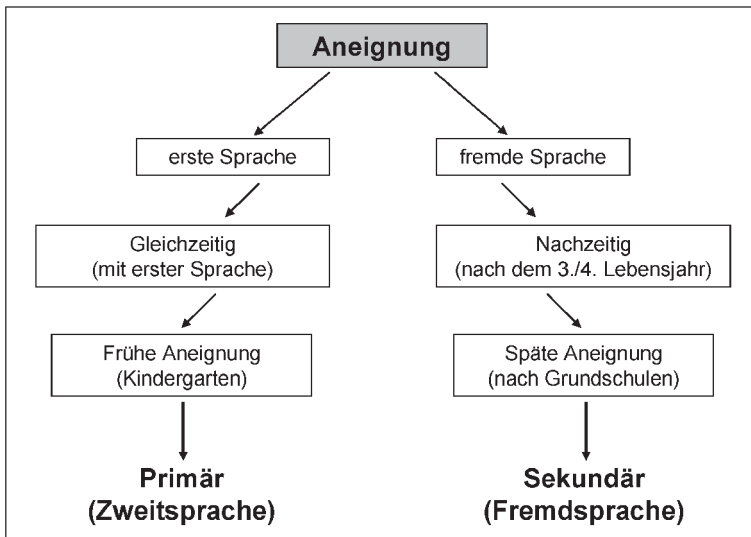 Aneignung
erste Sprache
fremde Sprache
Gleichzeitig
(mit erster Sprache)
Nachzeitig
(nach dem 3./4. Lebensjahr)
Frühe Aneignung
(Kindergarten)
Späte Aneignung
(nach Grundschulen)
Primär
(Zweitsprache)
Sekundär
(Fremdsprache)